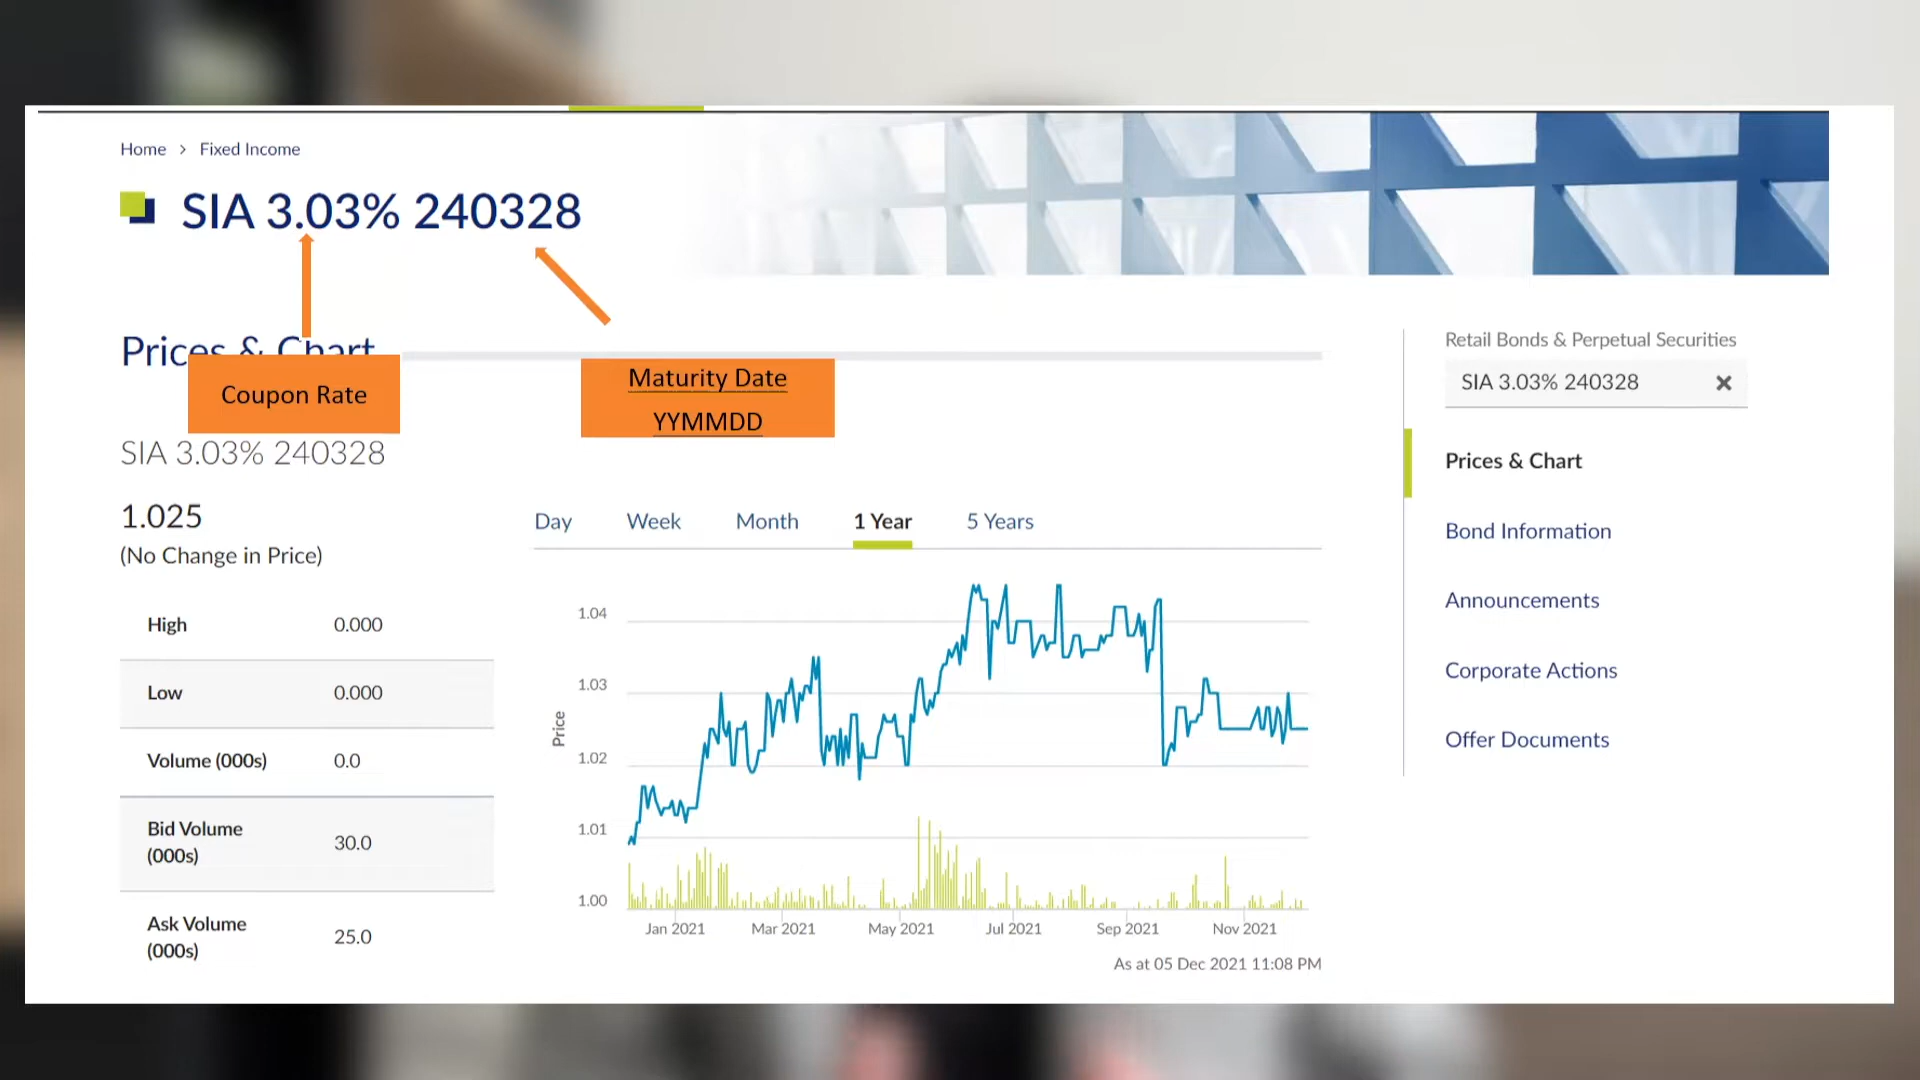 Home > Fixed Income
SIA 3.03% 240328
Prices & Chart
Coupon Rate
Maturity Date
YYMMDD
SIA 3.03% 240328
1.025
(No Change in Price)
High 0.000
Low 0.000
Volume (000s) 0.0
Bid Volume
(000s) 30.0
Ask Volume
(000s) 25.0
Day Week Month 1 Year 5 Years
Price
1.04
1.03
1.02
1.01
1.00
Jan 2021 Mar 2021 May 2021 Jul 2021 Sep 2021 Nov 2021
As at 05 Dec 2021 11:08 PM
Retail Bonds & Perpetual Securities
SIA 3.03% 240328
Prices & Chart
Bond Information
Announcements
Corporate Actions
Offer Documents